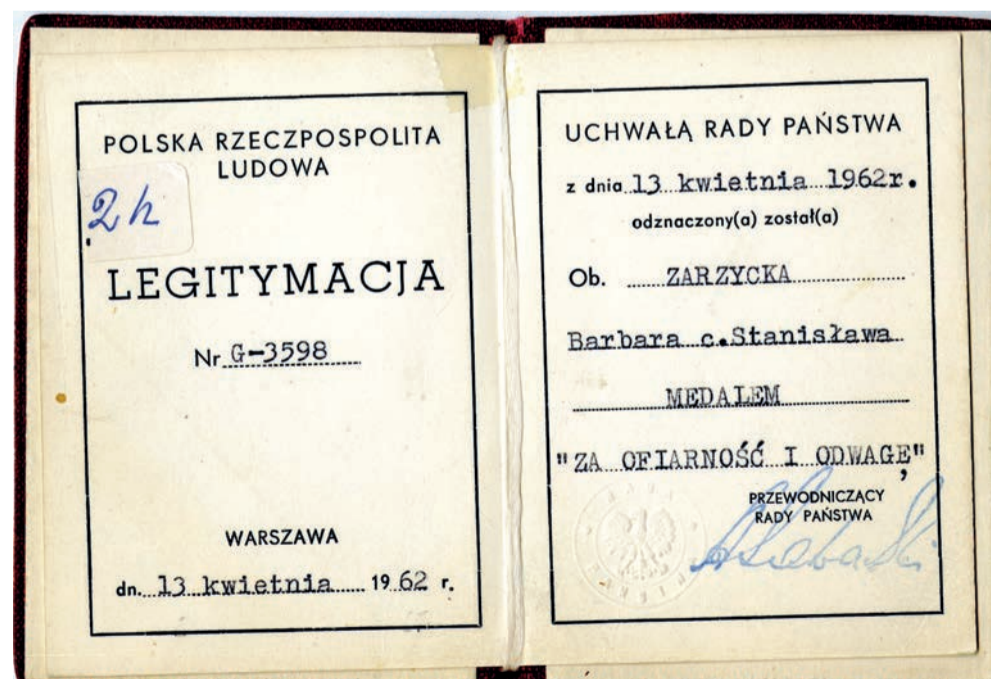 POLSKA RZECZPOSPOLITA
LUDOWA
2h
LEGITYMACJA
Nr G-3598
WARSZAWA
dn. 13 kwietnia 1962 r.
UCHWAŁĄ RADY PAŃSTWA
z dnia 13 kwietnia 1962r.
odznaczony(a) został(a)
Ob. ZARZYCKA
Barbara c.Stanisława
MEDALEM
"ZA OFIARNOŚĆ I ODWAGĘ"
PRZEWODNICZĄCY
RADY PAŃSTWA